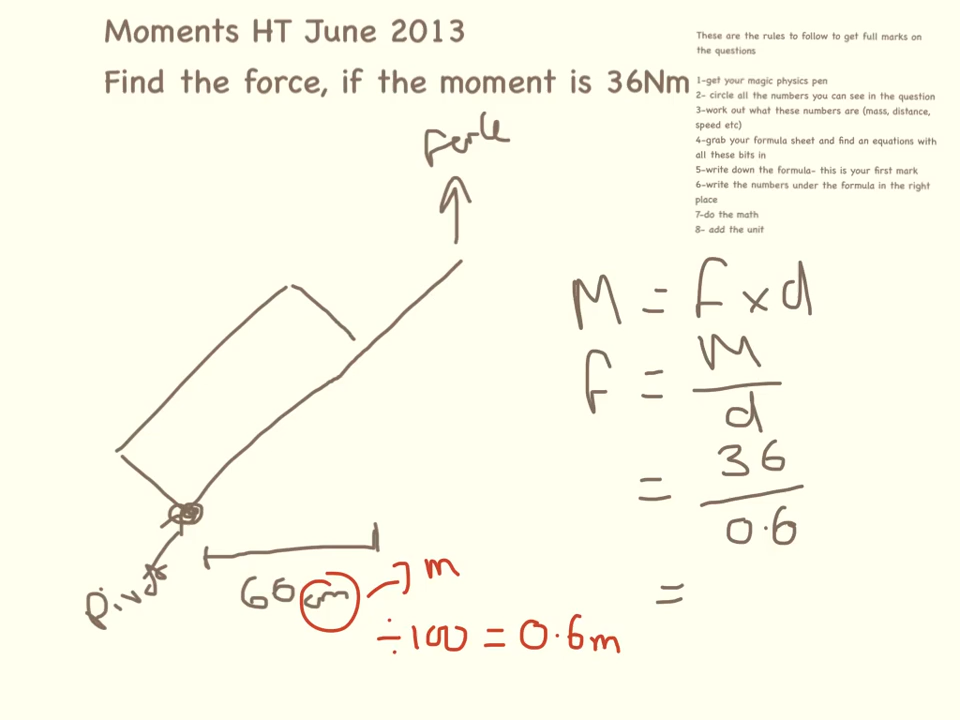 Moments HT June 2013
Find the force, if the moment is 36Nm
These are the rules to follow to get full marks on
the questions
1-get your magic physics pen
2- circle all the numbers you can see in the question
3-work out what these numbers are (mass, distance,
speed etc)
4-grab your formula sheet and find an equations with
all these bits in
5-write down the formula- this is your first mark
6-write the numbers under the formula in the right
place
7-do the math
8- add the unit
Force
M = F x d
F = M
d
= 36
0.6
=
Pivot
60cm
m
÷100 = 0.6m